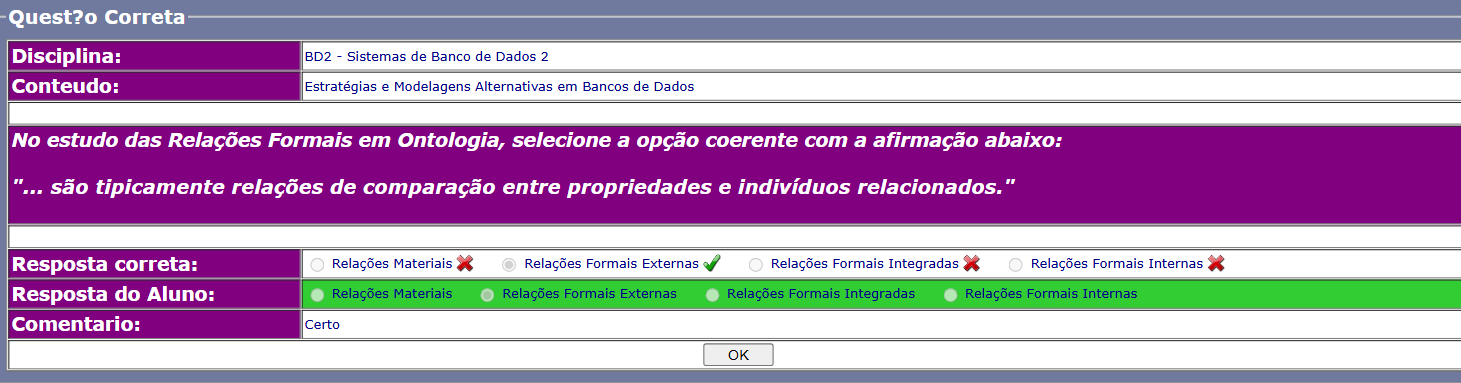 Quest?o Correta
Disciplina: BD2 - Sistemas de Banco de Dados 2
Conteudo: Estratégias e Modelagens Alternativas em Bancos de Dados
No estudo das Relações Formais em Ontologia, selecione a opção coerente com a afirmação abaixo:
"... são tipicamente relações de comparação entre propriedades e indivíduos relacionados."
Resposta correta: Relações Materiais Relações Formais Externas Relações Formais Integradas Relações Formais Internas
Resposta do Aluno: Relações Materiais Relações Formais Externas Relações Formais Integradas Relações Formais Internas
Comentario: Certo
OK